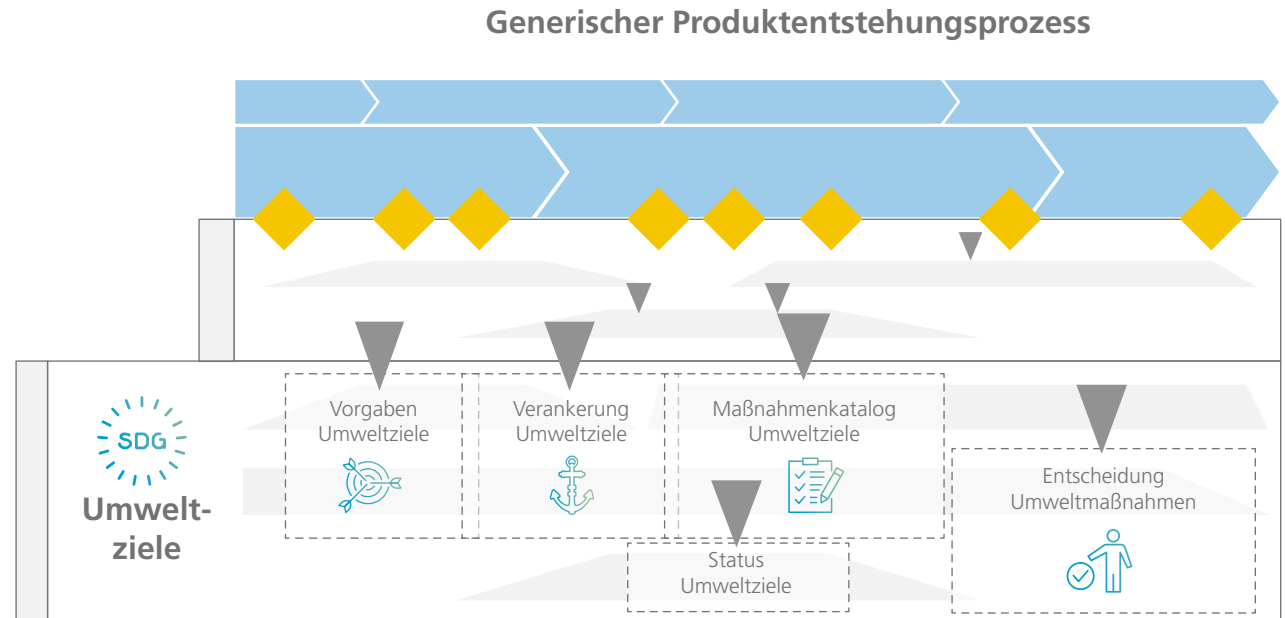 Generischer Produktentstehungsprozess
SDG
Umwelt-
ziele
Vorgaben
Umweltziele
Verankerung
Umweltziele
Maßnahmenkatalog
Umweltziele
Status
Umweltziele
Entscheidung
Umweltmaßnahmen